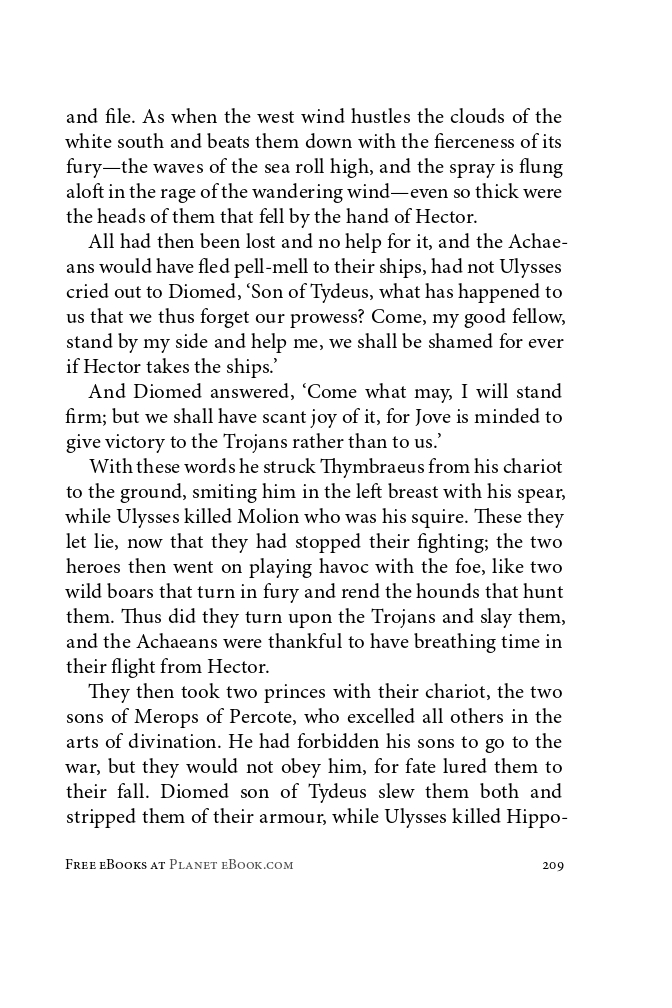 and file. As when the west wind hustles the clouds of the
white south and beats them down with the fierceness of its
fury—the waves of the sea roll high, and the spray is flung
aloft in the rage of the wandering wind—even so thick were
the heads of them that fell by the hand of Hector.
All had then been lost and no help for it, and the Achae-
ans would have fled pell-mell to their ships, had not Ulysses
cried out to Diomed, ‘Son of Tydeus, what has happened to
us that we thus forget our prowess? Come, my good fellow,
stand by my side and help me, we shall be shamed for ever
if Hector takes the ships.’
And Diomed answered, ‘Come what may, I will stand
firm; but we shall have scant joy of it, for Jove is minded to
give victory to the Trojans rather than to us.’
With these words he struck Thymbraeus from his chariot
to the ground, smiting him in the left breast with his spear,
while Ulysses killed Molion who was his squire. These they
let lie, now that they had stopped their fighting; the two
heroes then went on playing havoc with the foe, like two
wild boars that turn in fury and rend the hounds that hunt
them. Thus did they turn upon the Trojans and slay them,
and the Achaeans were thankful to have breathing time in
their flight from Hector.
They then took two princes with their chariot, the two
sons of Merops of Percote, who excelled all others in the
arts of divination. He had forbidden his sons to go to the
war, but they would not obey him, for fate lured them to
their fall. Diomed son of Tydeus slew them both and
stripped them of their armour, while Ulysses killed Hippo-
Free eBooks at Planet eBook.com 209